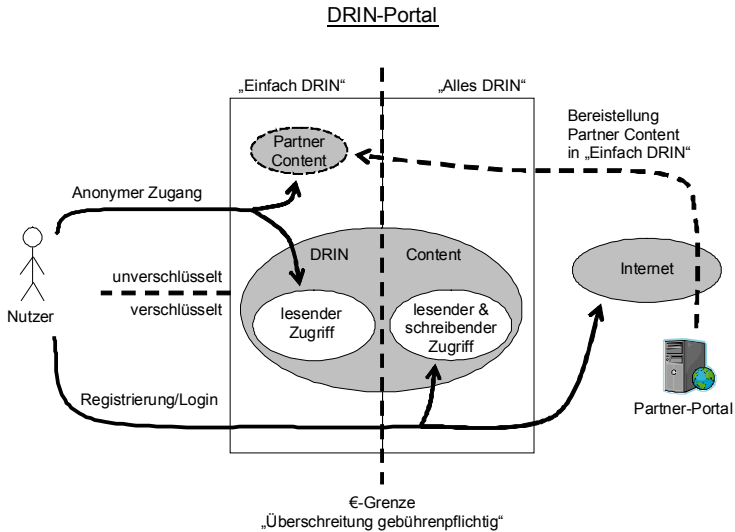 DRIN-Portal
„Einfach DRIN“
„Alles DRIN“
Bereistellung
Partner Content
in „Einfach DRIN“
Partner
Content
Anonymer Zugang
DRIN
Content
Internet
unverschlüsselt
verschlüsselt
Nutzer
lesender
Zugriff
lesender &
schreibender
Zugriff
Registrierung/Login
Partner-Portal
€-Grenze
„Überschreitung gebührenpflichtig“